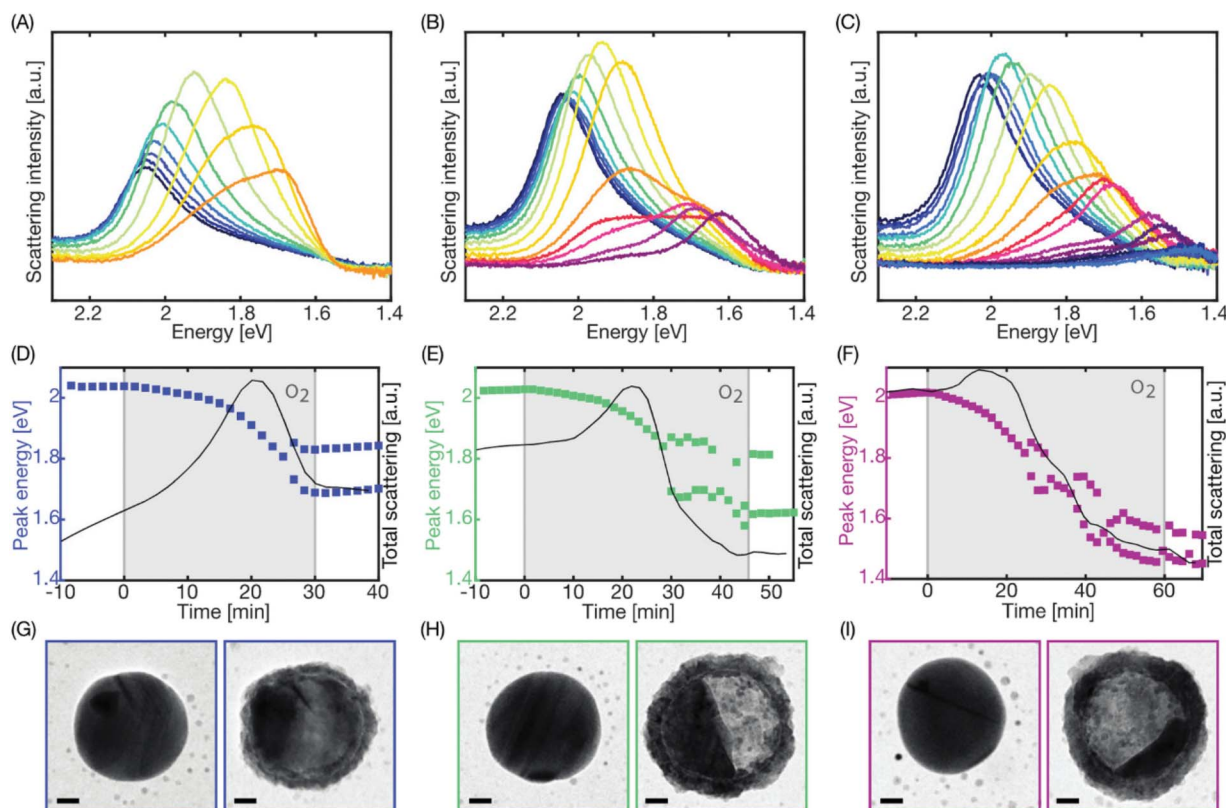 (A)
Scattering intensity [a.u.]
2.2 2 1.8 1.6 1.4
Energy [eV]
(B)
Scattering intensity [a.u.]
2.2 2 1.8 1.6 1.4
Energy [eV]
(C)
Scattering intensity [a.u.]
2.2 2 1.8 1.6 1.4
Energy [eV]
(D)
Peak energy [eV]
2
1.8
1.6
1.4
O2
Total scattering [a.u.]
-10 0 10 20 30 40
Time [min]
(E)
Peak energy [eV]
2
1.8
1.6
1.4
O2
Total scattering [a.u.]
-10 0 10 20 30 40 50
Time [min]
(F)
Peak energy [eV]
2
1.8
1.6
1.4
O2
Total scattering [a.u.]
0 20 40 60
Time [min]
(G)
(H)
(I)